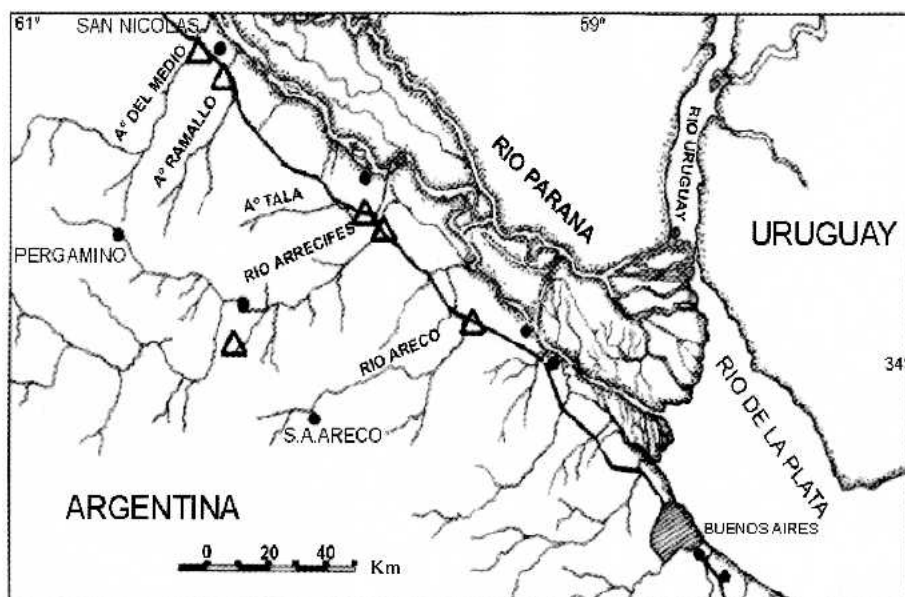 61°
59°
SAN NICOLAS
A° DEL MEDIO
A° RAMALLO
RIO PARANA
RIO URUGUAY
A° TALA
URUGUAY
PERGAMINO
RIO ARRECIFES
RIO ARECO
34°
RIO DE LA PLATA
S.A.ARECO
ARGENTINA
BUENOS AIRES
0 20 40 Km